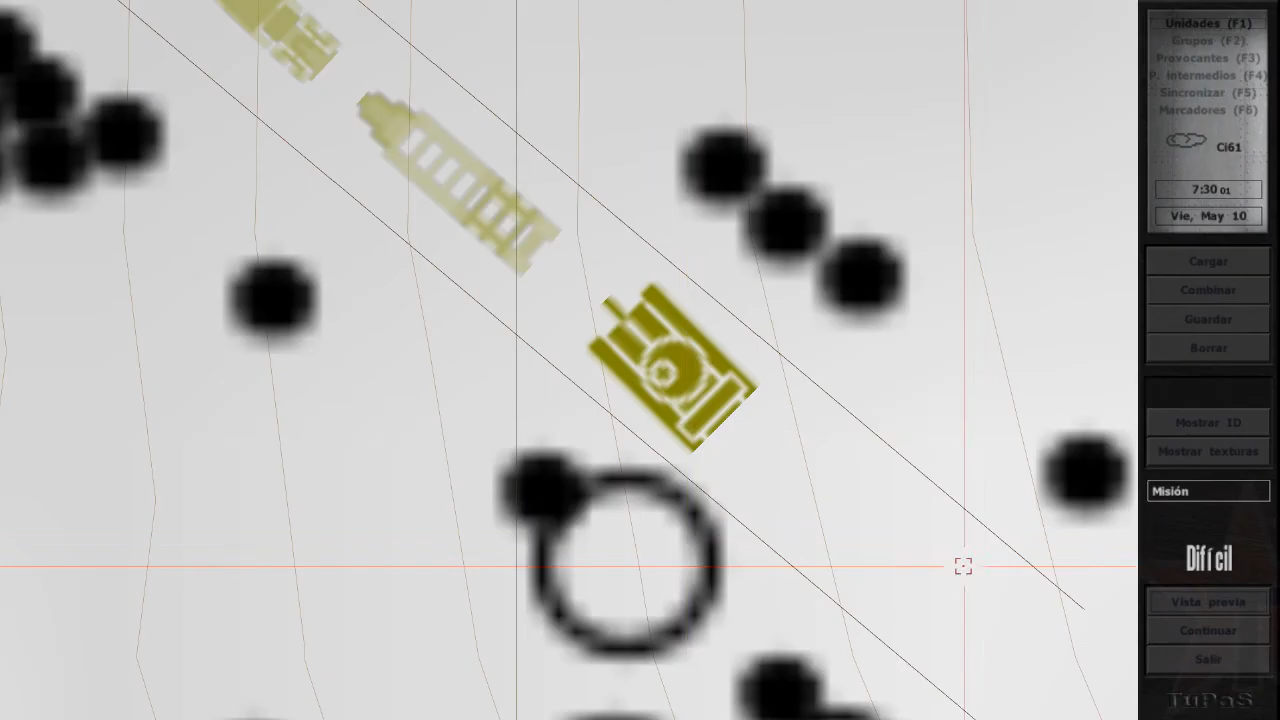 Unidades (F1)
Grupos (F2)
Provocantes (F3)
P. intermedios (F4)
Sincronizar (F5)
Marcadores (F6)
Ci61
7:30 01
Vie, May 10
Cargar
Combinar
Guardar
Borrar
Mostrar ID
Mostrar texturas
Misión
Difícil
Vista previa
Continuar
Salir
TuPaS